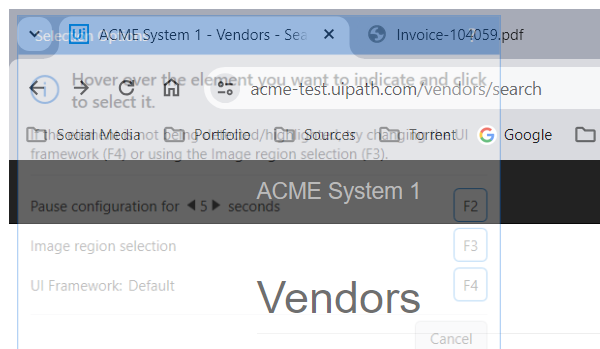 Selection Options
ACME System 1 - Vendors - Sea
Invoice-104059.pdf
Hover over the element you want to indicate and click
to select it.
acme-test.uipath.com/vendors/search
If the element is not being detected/highlighted, try changing the UI
framework (F4) or using the Image region selection (F3).
Social Media
Portofolio
Sources
Torrent
Google
ACME System 1
Pause configuration for 5 seconds
F2
Image region selection
F3
UI Framework: Default
F4
Vendors
Cancel